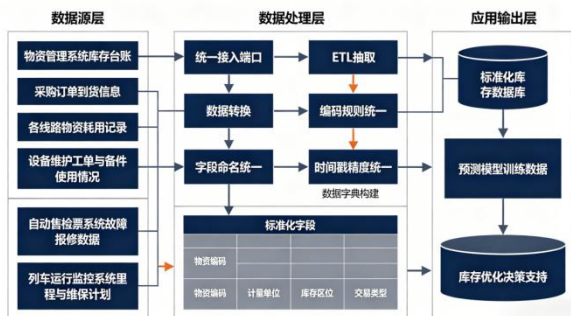 数据源层
物资管理系统库存台账
采购订单到货信息
各线路物资耗用记录
设备维护工单与备件
使用情况
自动售检票系统故障
报修数据
列车运行监控系统里
程与维保计划
数据处理层
统一接入端口
ETL抽取
数据转换
编码规则统一
字段命名统一
时间戳精度统一
数据字典构建
标准化字段
物资编码
物资编码
计量单位
库存区位
交易类型
应用输出层
标准化库
存数据库
预测模型训练数据
库存优化决策支持